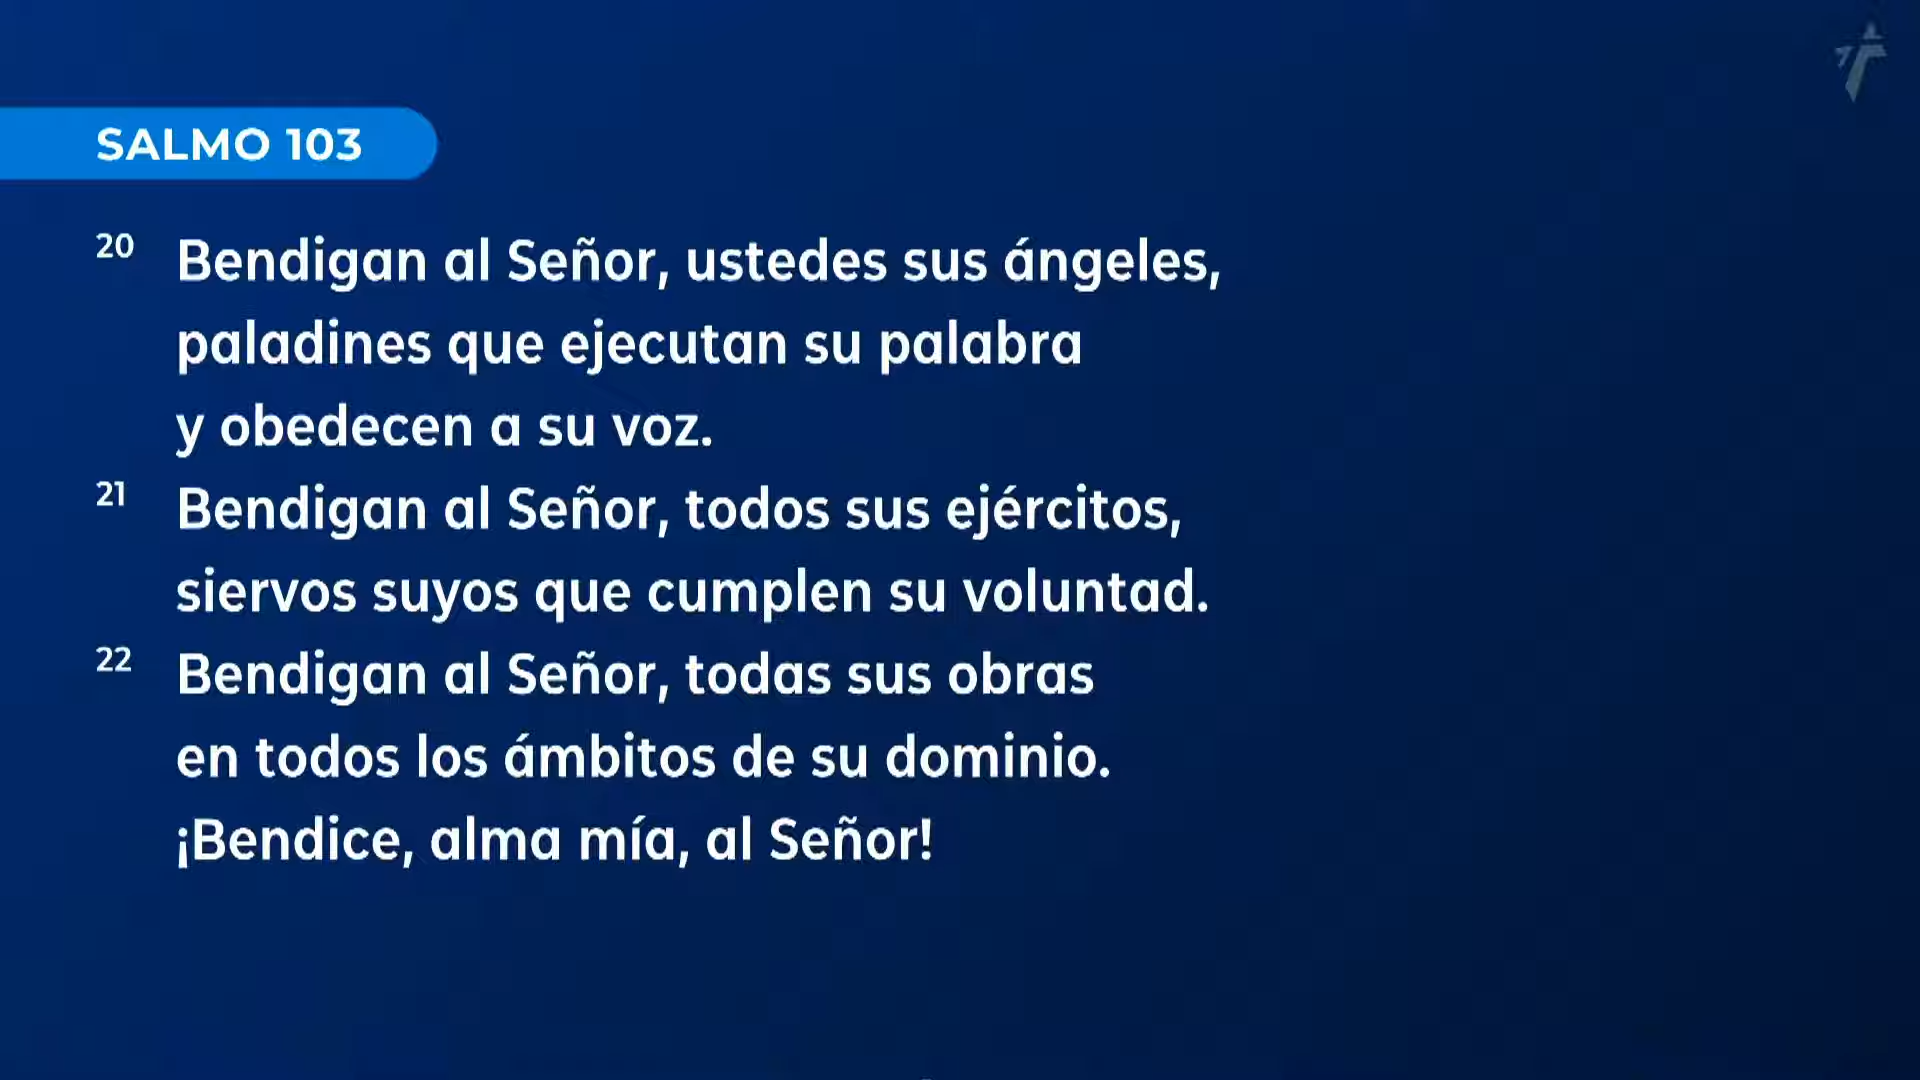 SALMO 103
20 Bendigan al Señor, ustedes sus ángeles,
paladines que ejecutan su palabra
y obedecen a su voz.
21 Bendigan al Señor, todos sus ejércitos,
siervos suyos que cumplen su voluntad.
22 Bendigan al Señor, todas sus obras
en todos los ámbitos de su dominio.
¡Bendice, alma mía, al Señor!